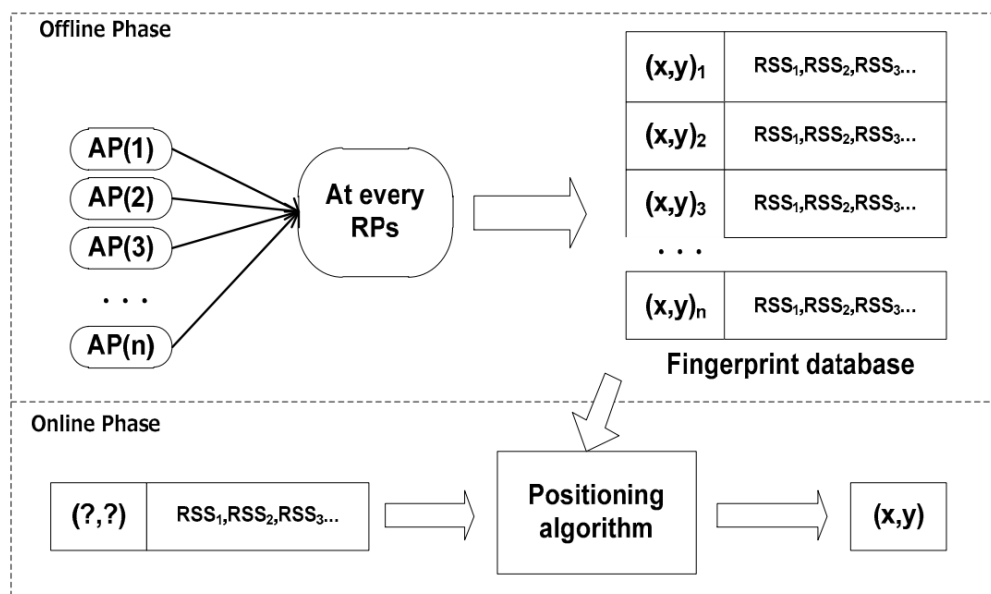 Offline Phase
AP(1)
AP(2)
AP(3)
. . .
AP(n)
At every
RPs
(x,y)₁ RSS₁,RSS₂,RSS₃...
(x,y)₂ RSS₁,RSS₂,RSS₃...
(x,y)₃ RSS₁,RSS₂,RSS₃...
. . .
(x,y)ₙ RSS₁,RSS₂,RSS₃...
Fingerprint database
Online Phase
(?,?) RSS₁,RSS₂,RSS₃...
Positioning
algorithm
(x,y)